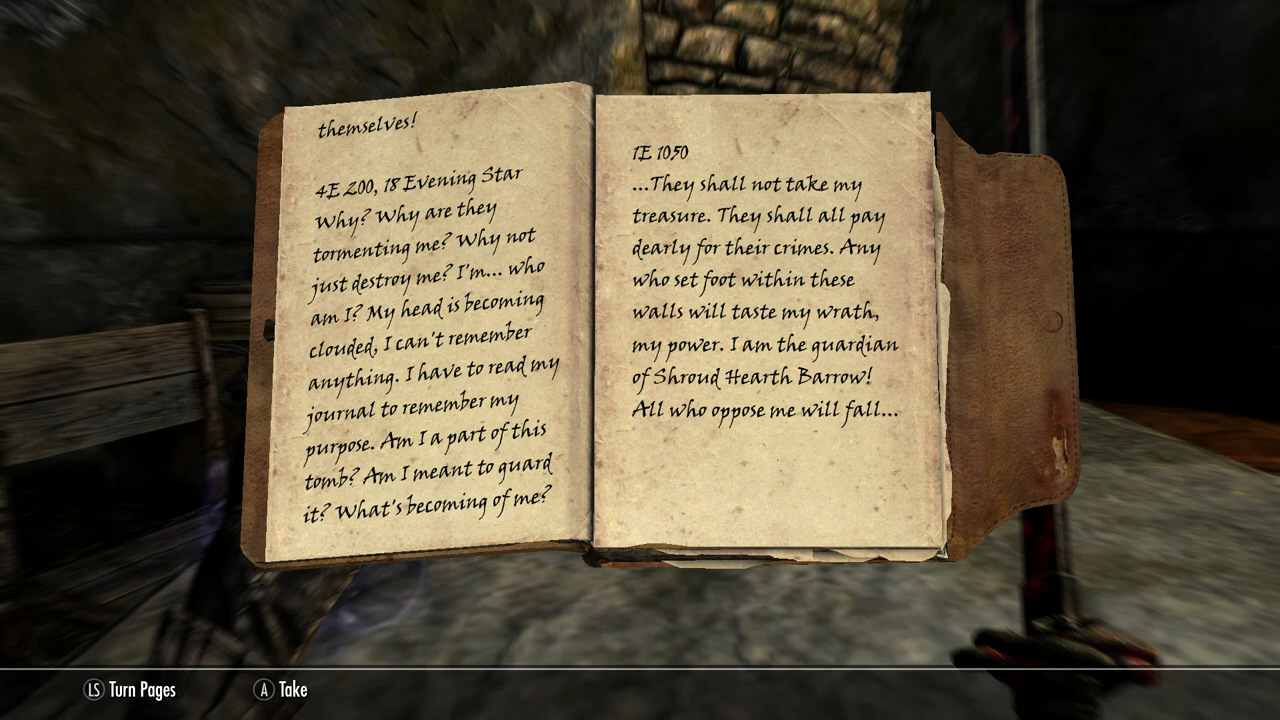 themselves!
4E 200, 18 Evening Star
Why? Why are they
tormenting me? Why not
just destroy me? I'm... who
am I? My head is becoming
clouded, I can't remember
anything. I have to read my
journal to remember my
purpose. Am I a part of this
tomb? Am I meant to guard
it? What's becoming of me?
1E 1050
...They shall not take my
treasure. They shall all pay
dearly for their crimes. Any
who set foot within these
walls will taste my wrath,
my power. I am the guardian
of Shroud Hearth Barrow!
All who oppose me will fall...
LS Turn Pages
A Take